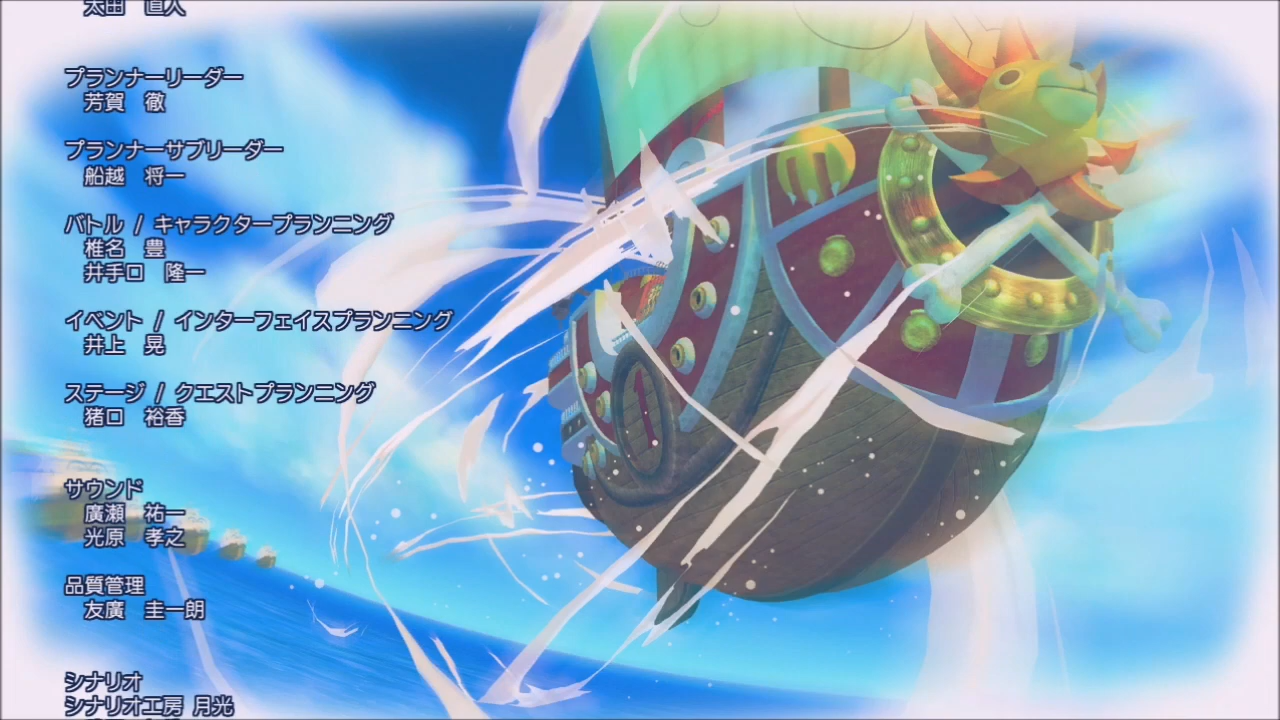 太田　直人
プランナーリーダー
芳賀　徹
プランナーサブリーダー
船越　将一
バトル / キャラクタープランニング
椎名　豊
井手口　隆一
イベント / インターフェイスプランニング
井上　晃
ステージ / クエストプランニング
猪口　裕香
サウンド
廣瀬　祐一
光原　孝之
品質管理
友廣　圭一朗
シナリオ
シナリオ工房 月光